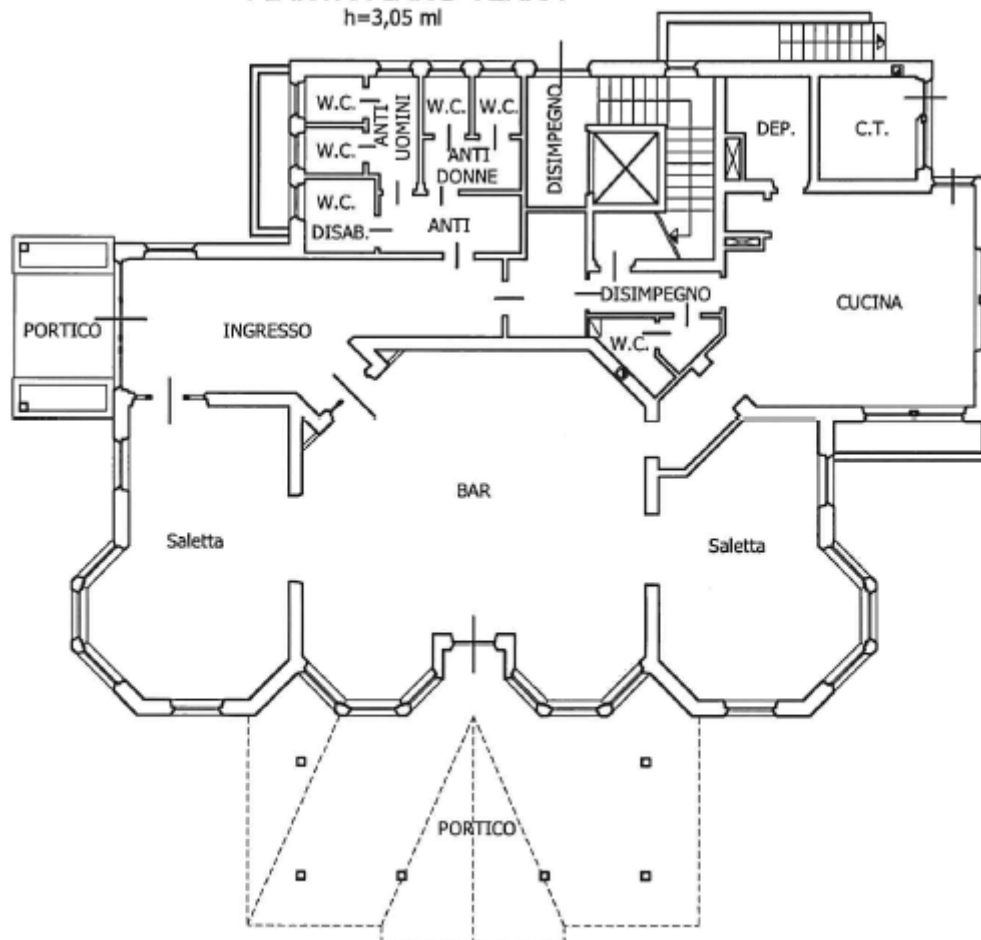 h=3,05 ml
W.C.
ANTI
UOMINI
W.C.
W.C.
W.C.
ANTI
DONNE
DISIMPEGNO
DEP.
C.T.
W.C.
DISAB.
ANTI
PORTICO
INGRESSO
DISIMPEGNO
CUCINA
W.C.
BAR
Saletta
Saletta
PORTICO